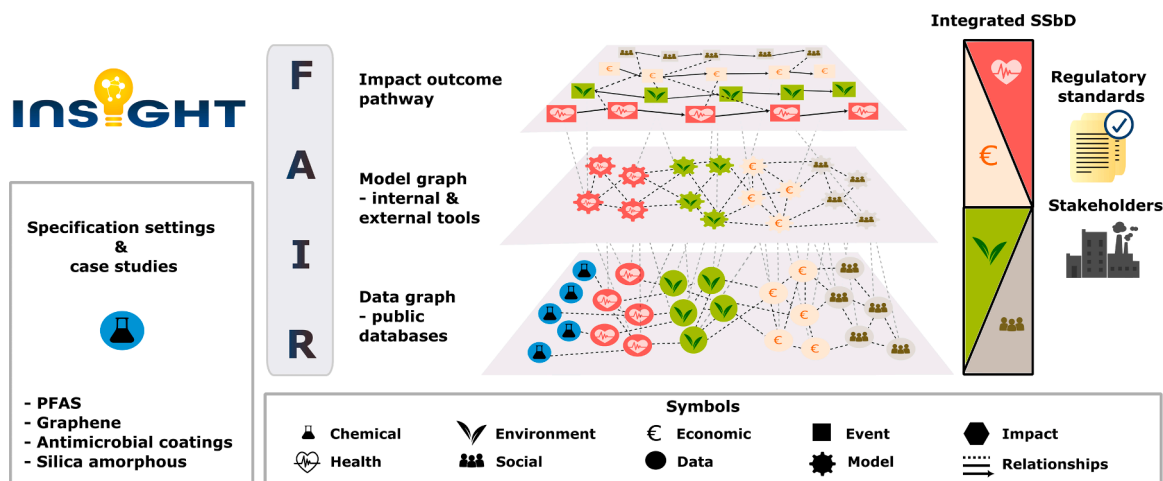 INSIGHT
Specification settings
&
case studies
- PFAS
- Graphene
- Antimicrobial coatings
- Silica amorphous
F
A
I
R
Impact outcome
pathway
Model graph
- internal &
external tools
Data graph
- public
databases
Integrated SSbD
Regulatory
standards
Stakeholders
Symbols
Chemical
Environment
Economic
Event
Impact
Health
Social
Data
Model
Relationships